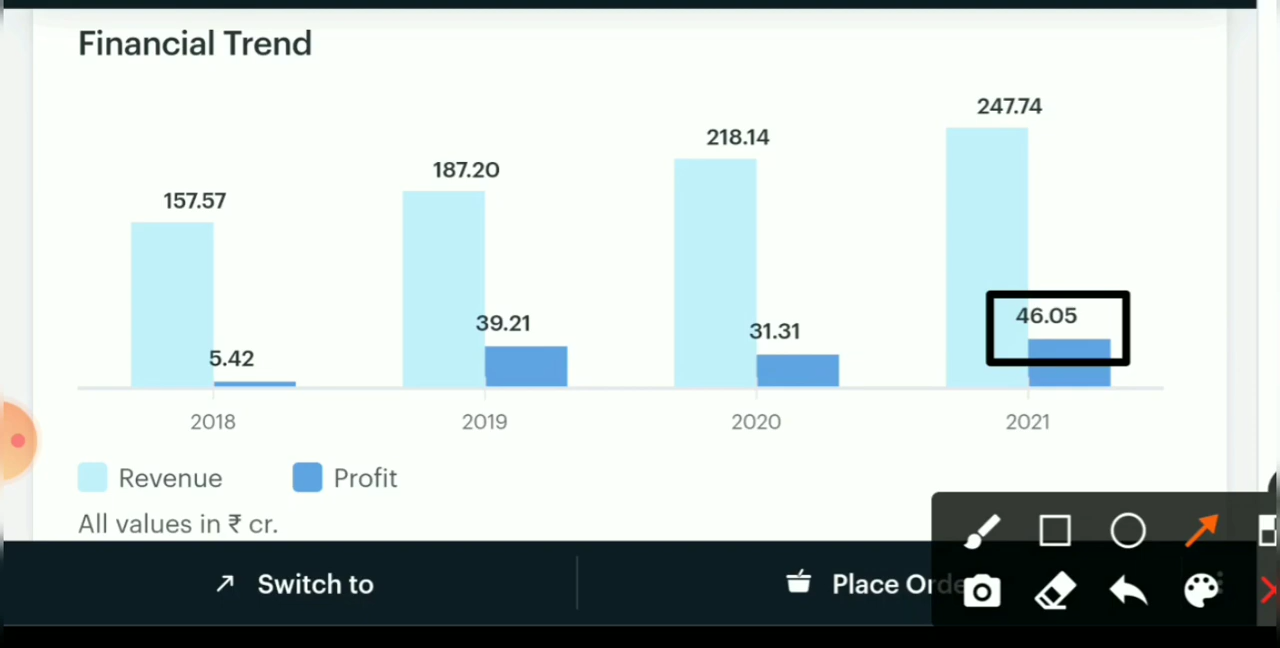 Financial Trend
247.74
218.14
187.20
157.57
46.05
39.21
31.31
5.42
2018 2019 2020 2021
Revenue Profit
All values in ₹ cr.
Switch to Place Orde